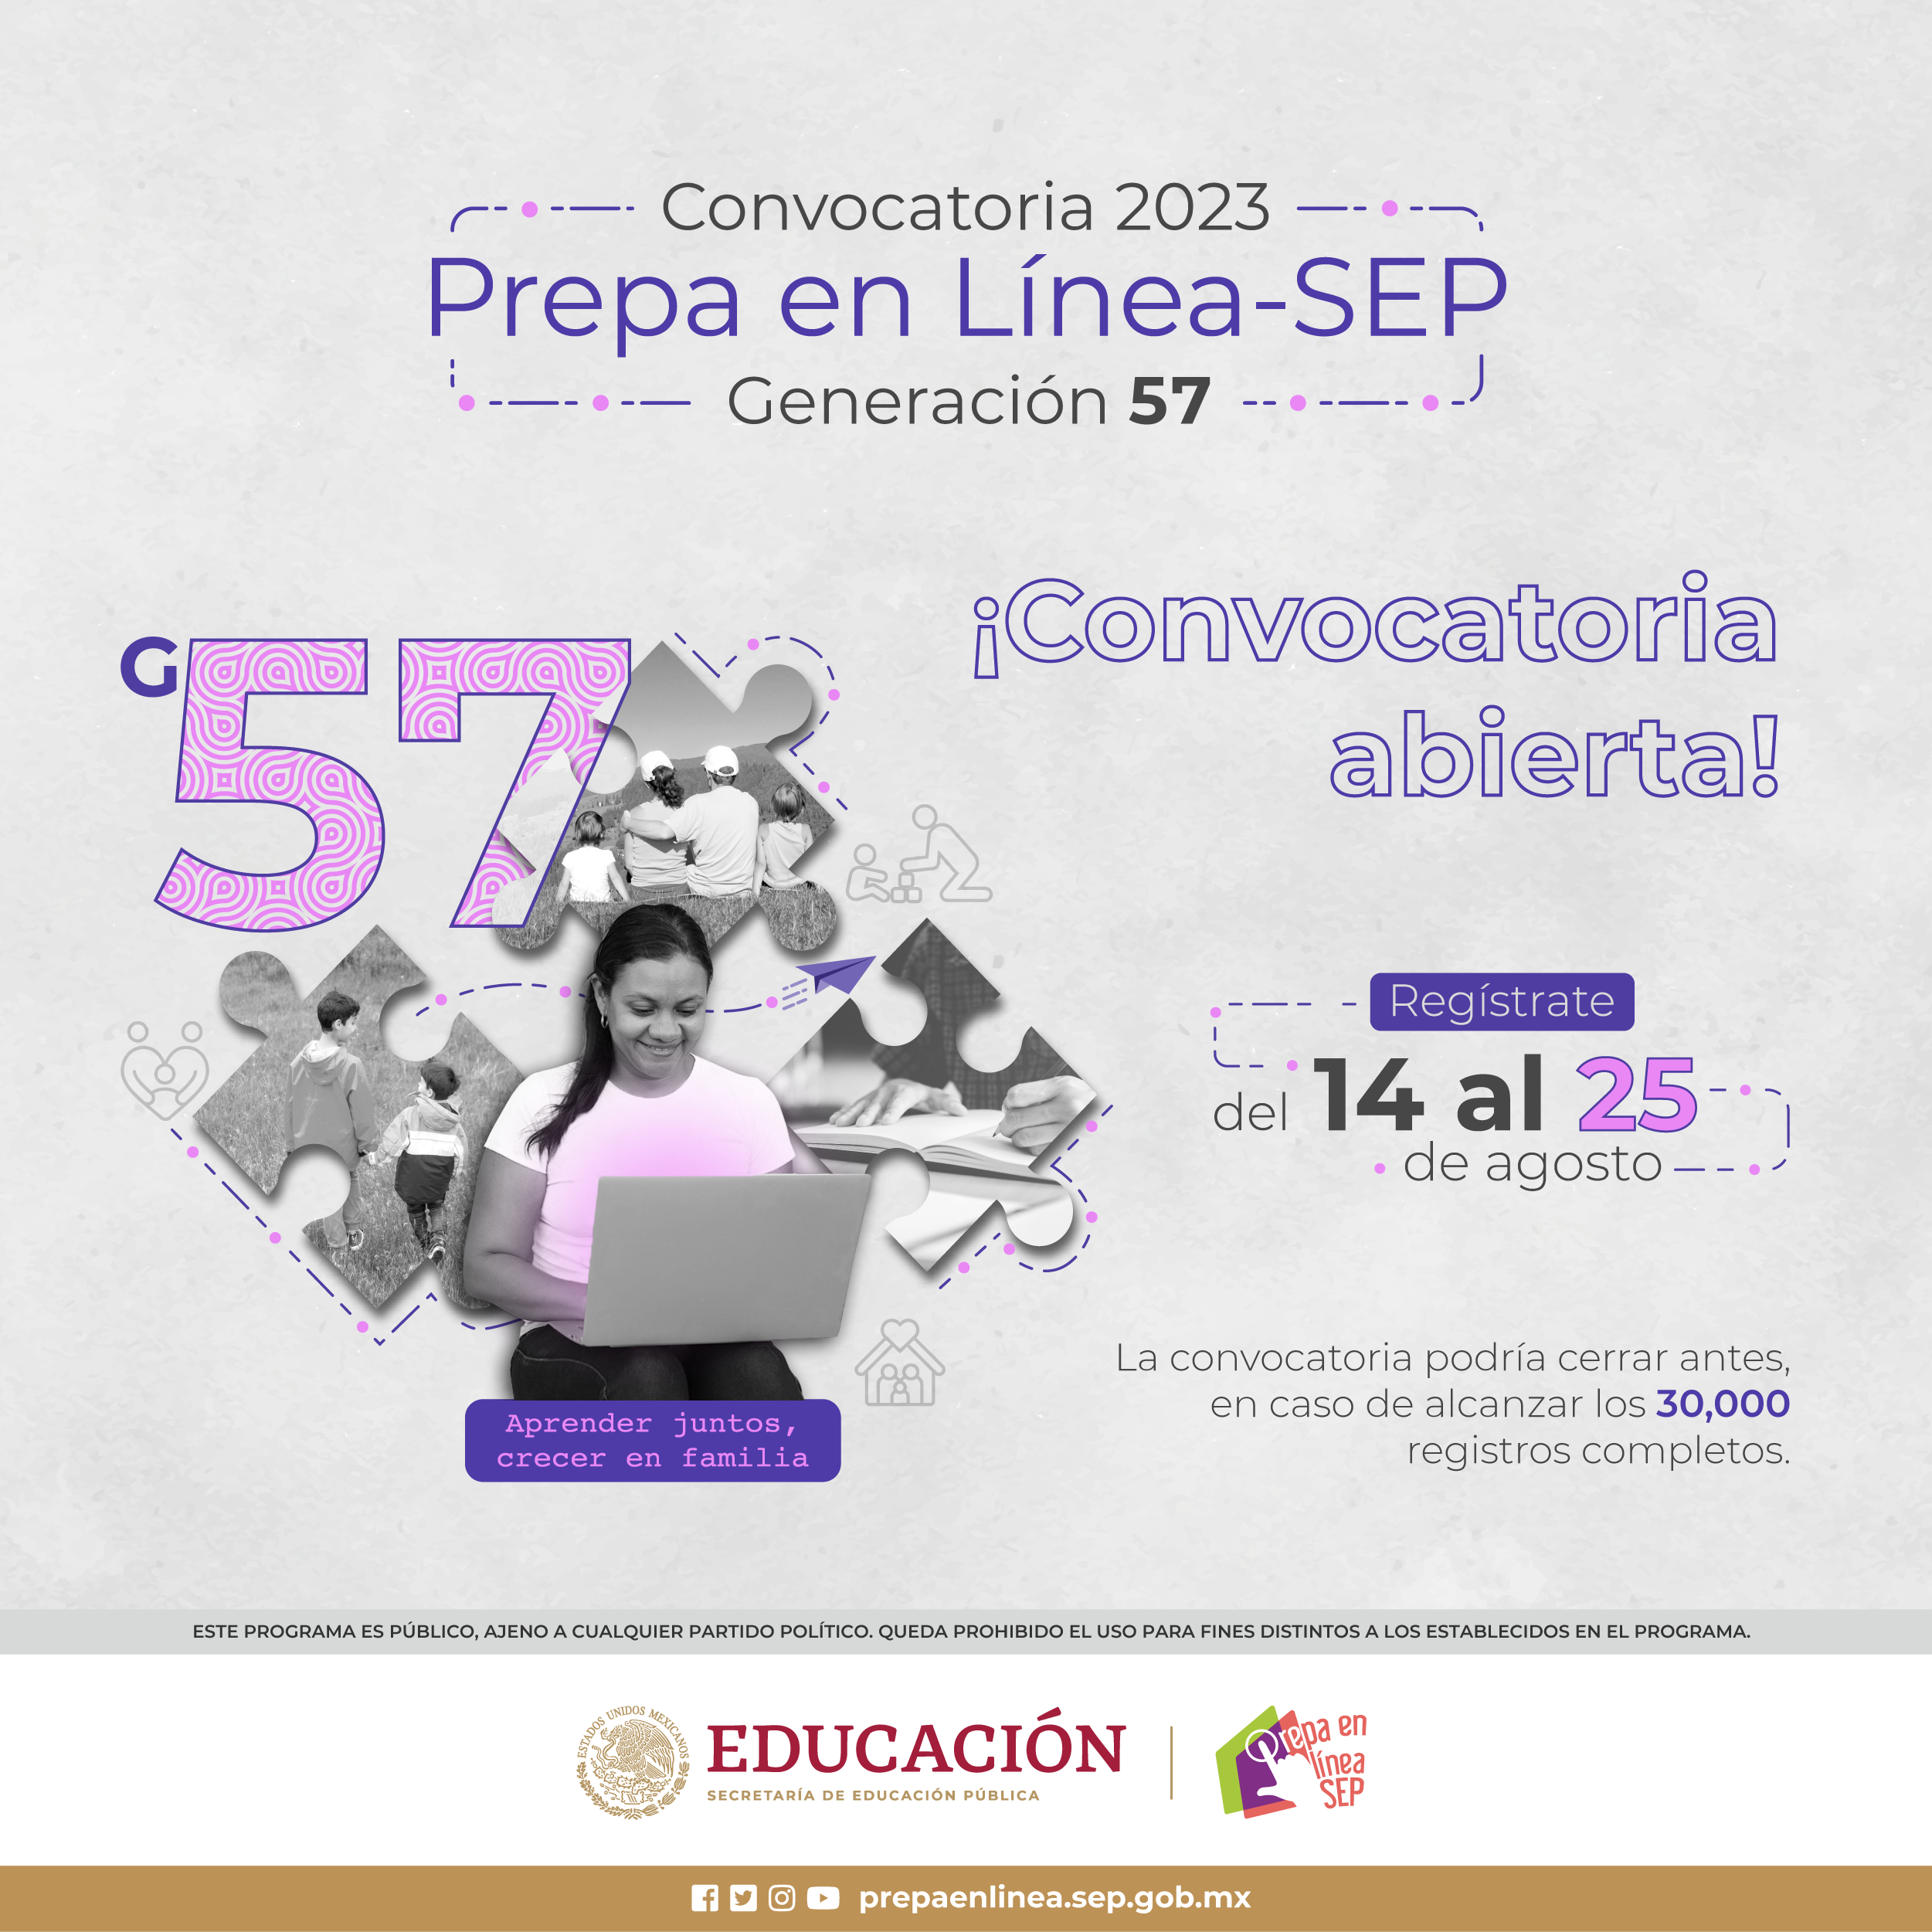 Convocatoria 2023
Prepa en Línea-SEP
Generación 57
G57
¡Convocatoria
abierta!
Regístrate
del 14 al 25
de agosto
La convocatoria podría cerrar antes,
en caso de alcanzar los 30,000
registros completos.
Aprender juntos,
crecer en familia
ESTE PROGRAMA ES PÚBLICO, AJENO A CUALQUIER PARTIDO POLÍTICO. QUEDA PROHIBIDO EL USO PARA FINES DISTINTOS A LOS ESTABLECIDOS EN EL PROGRAMA.
ESTADOS UNIDOS MEXICANOS
EDUCACIÓN
SECRETARÍA DE EDUCACIÓN PÚBLICA
Prepa en
línea
SEP
prepaenlinea.sep.gob.mx